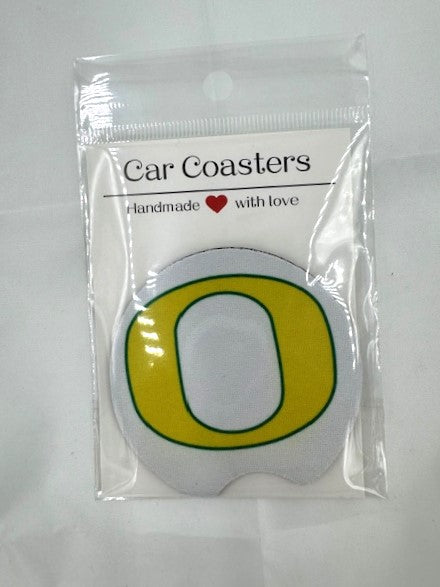 Car Coasters
Handmade ❤ with love
O